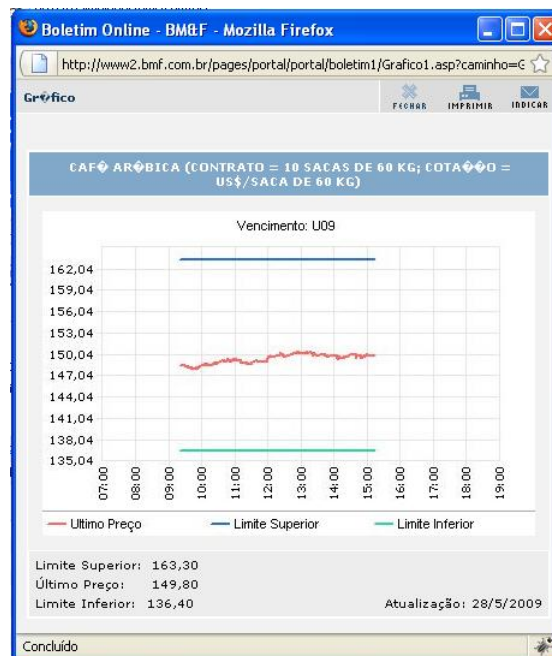 Boletim Online - BM&F - Mozilla Firefox
http://www2.bmf.com.br/pages/portal/portal/boletim1/Grafico1.asp?caminho=G
Gr�fico
FECHAR IMPRIMIR INDICAR
CAF� AR�BICA (CONTRATO = 10 SACAS DE 60 KG; COTA��O =
US$/SACA DE 60 KG)
Vencimento: U09
162,04
159,04
156,04
153,04
150,04
147,04
144,04
141,04
138,04
135,04
07:00 08:00 09:00 10:00 11:00 12:00 13:00 14:00 15:00 16:00 17:00 18:00 19:00
Ultimo Preço Limite Superior Limite Inferior
Limite Superior: 163,30
Último Preço: 149,80
Limite Inferior: 136,40 Atualização: 28/5/2009
Concluído